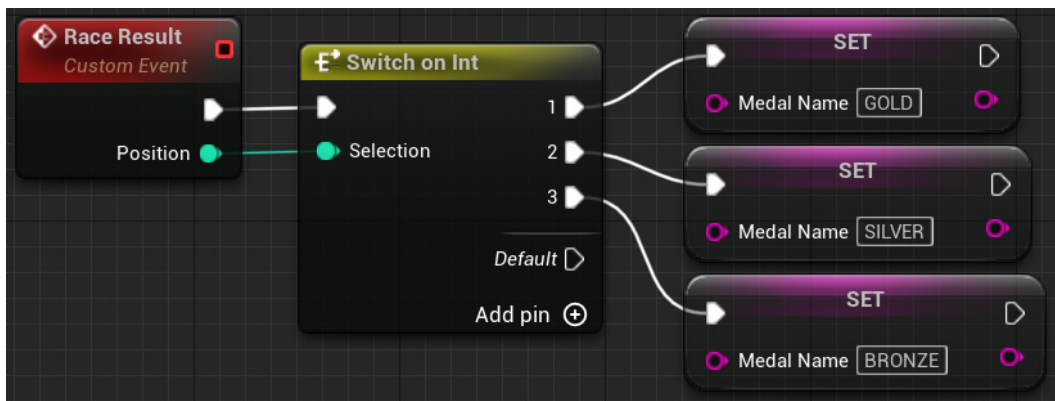 Race Result
Custom Event
Position
Switch on Int
1
Selection
2
3
Default
Add pin
SET
Medal Name GOLD
SET
Medal Name SILVER
SET
Medal Name BRONZE